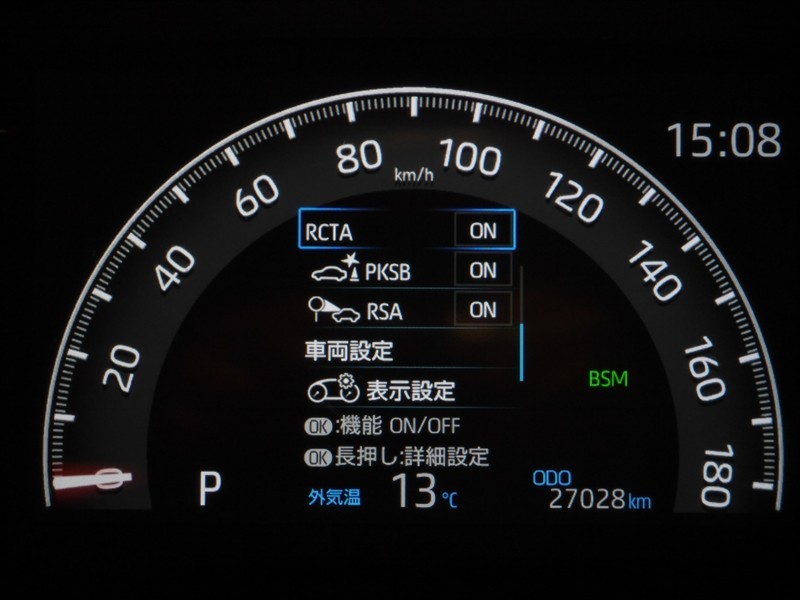 15:08
0
20
40
60
80
100
120
140
160
180
km/h
RCTA ON
PKSB ON
RSA ON
車両設定
表示設定
OK:機能 ON/OFF
OK長押し:詳細設定
BSM
P
外気温 13℃
ODO
27028km